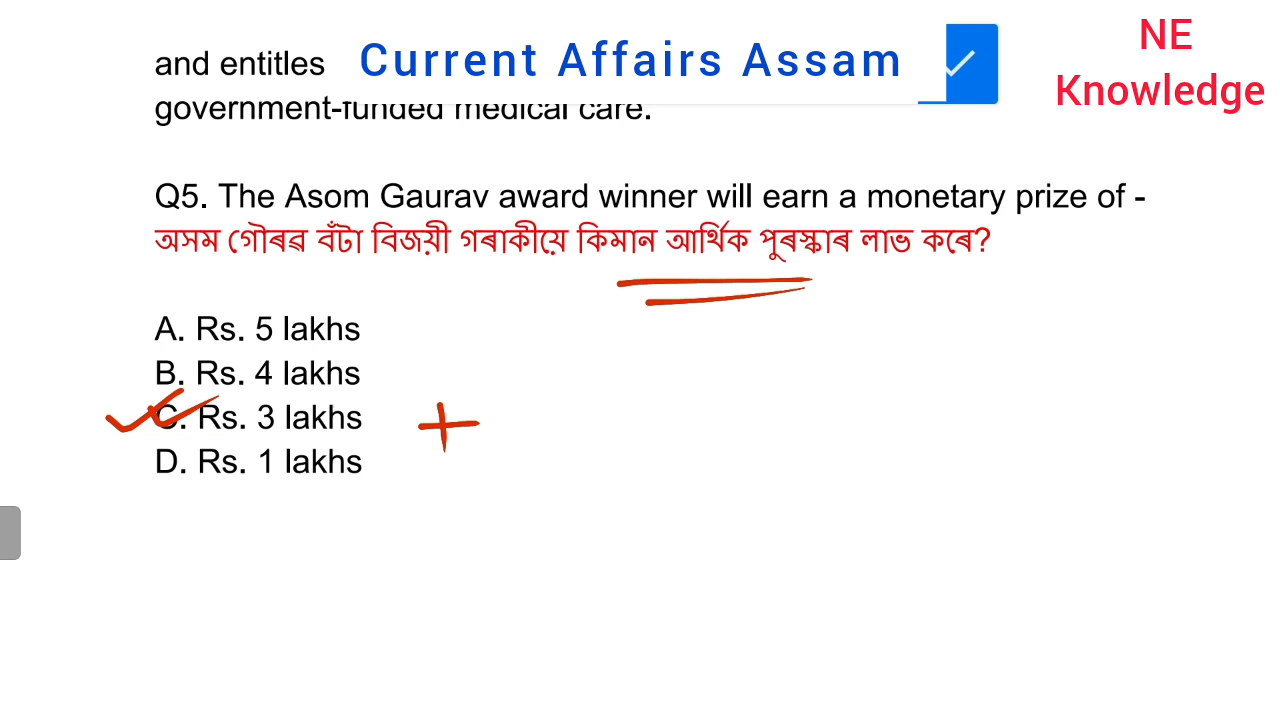 and entitles
Current Affairs Assam
NE
Knowledge
government-funded medical care.
Q5. The Asom Gaurav award winner will earn a monetary prize of -
অসম গৌৰৱ বঁটা বিজয়ী গৰাকীয়ে কিমান আৰ্থিক পুৰস্কাৰ লাভ কৰে?
A. Rs. 5 lakhs
B. Rs. 4 lakhs
C. Rs. 3 lakhs +
D. Rs. 1 lakhs